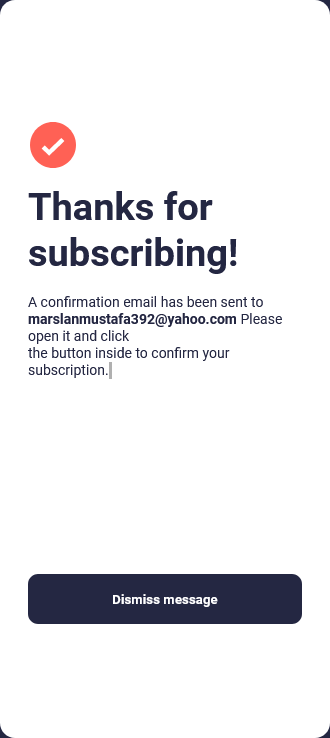 Thanks for
subscribing!
A confirmation email has been sent to
marslanmustafa392@yahoo.com Please
open it and click
the button inside to confirm your
subscription.
Dismiss message